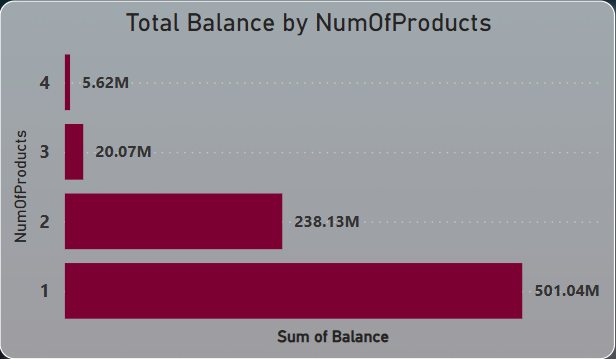 Total Balance by NumOfProducts
4 5.62M
3 20.07M
2 238.13M
1 501.04M
NumOfProducts
Sum of Balance